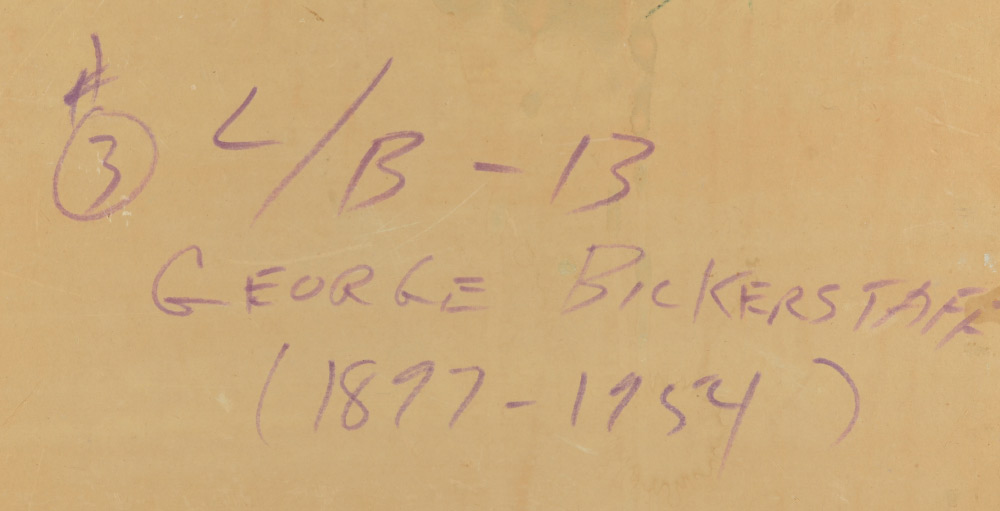 #3 L/B - 13
GEORGE BICKERSTAFF
(1897-1954)